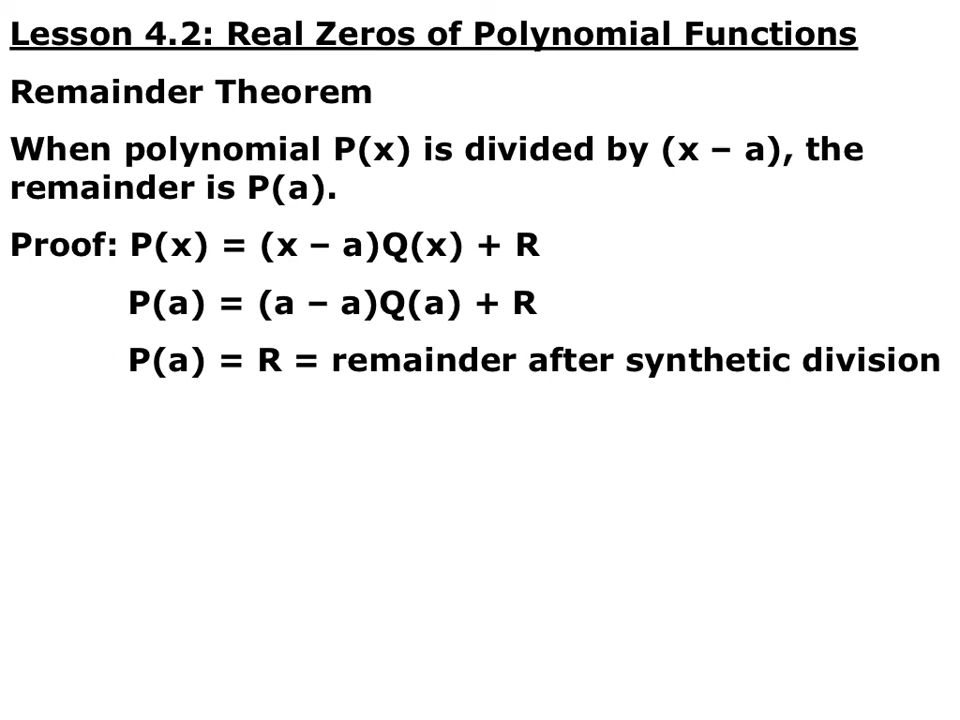 Lesson 4.2: Real Zeros of Polynomial Functions
Remainder Theorem
When polynomial P(x) is divided by (x – a), the
remainder is P(a).
Proof: P(x) = (x – a)Q(x) + R
P(a) = (a – a)Q(a) + R
P(a) = R = remainder after synthetic division